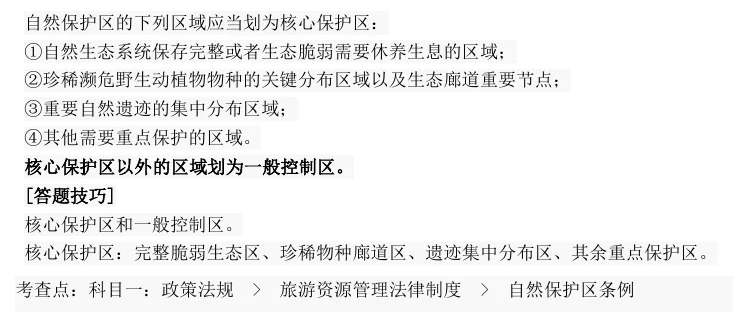 自然保护区的下列区域应当划为核心保护区：
①自然生态系统保存完整或者生态脆弱需要休养生息的区域；
②珍稀濒危野生动植物物种的关键分布区域以及生态廊道重要节点；
③重要自然遗迹的集中分布区域；
④其他需要重点保护的区域。
核心保护区以外的区域划为一般控制区。
[答题技巧]
核心保护区和一般控制区。
核心保护区：完整脆弱生态区、珍稀物种廊道区、遗迹集中分布区、其余重点保护区。
考查点：科目一：政策法规 > 旅游资源管理法律制度 > 自然保护区条例